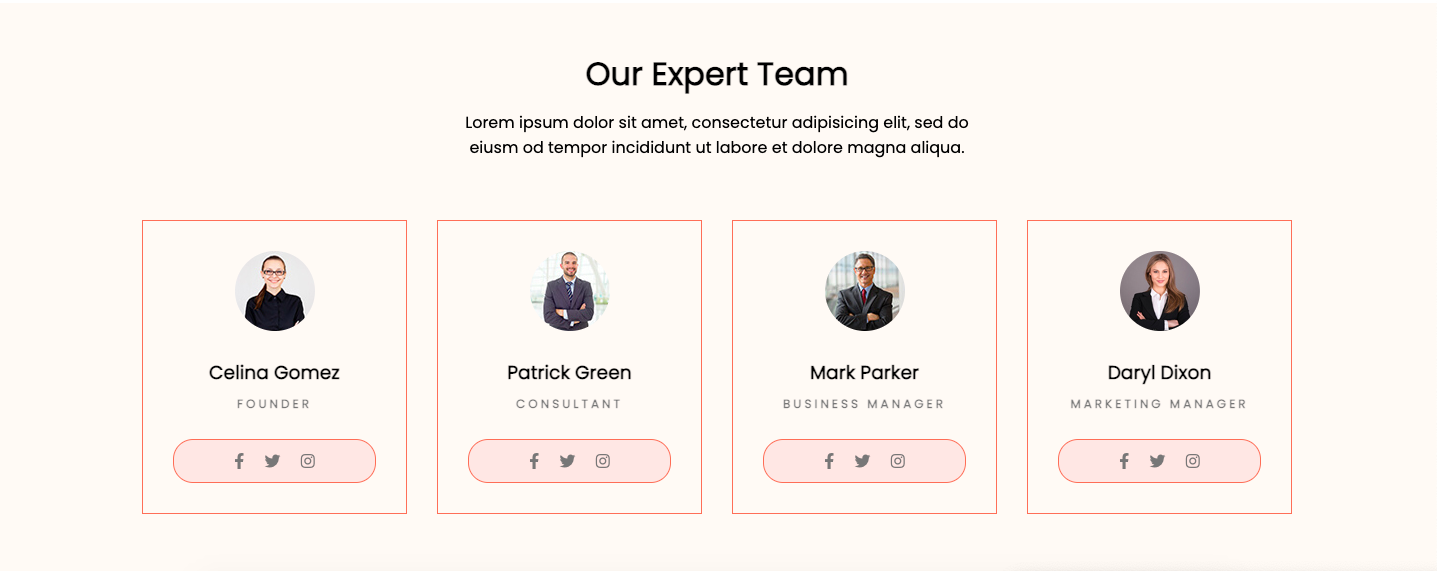 Our Expert Team
Lorem ipsum dolor sit amet, consectetur adipisicing elit, sed do
eiusm od tempor incididunt ut labore et dolore magna aliqua.
Celina Gomez
FOUNDER
Patrick Green
CONSULTANT
Mark Parker
BUSINESS MANAGER
Daryl Dixon
MARKETING MANAGER